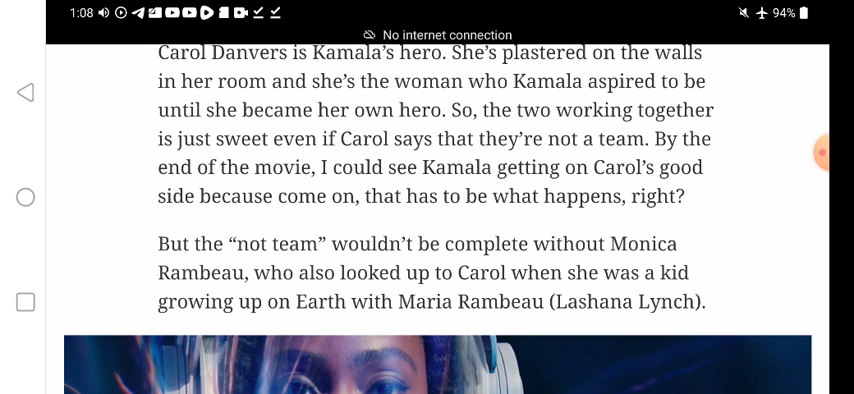 1:08
94%
No internet connection
Carol Danvers is Kamala’s hero. She’s plastered on the walls
in her room and she’s the woman who Kamala aspired to be
until she became her own hero. So, the two working together
is just sweet even if Carol says that they’re not a team. By the
end of the movie, I could see Kamala getting on Carol’s good
side because come on, that has to be what happens, right?
But the “not team” wouldn’t be complete without Monica
Rambeau, who also looked up to Carol when she was a kid
growing up on Earth with Maria Rambeau (Lashana Lynch).